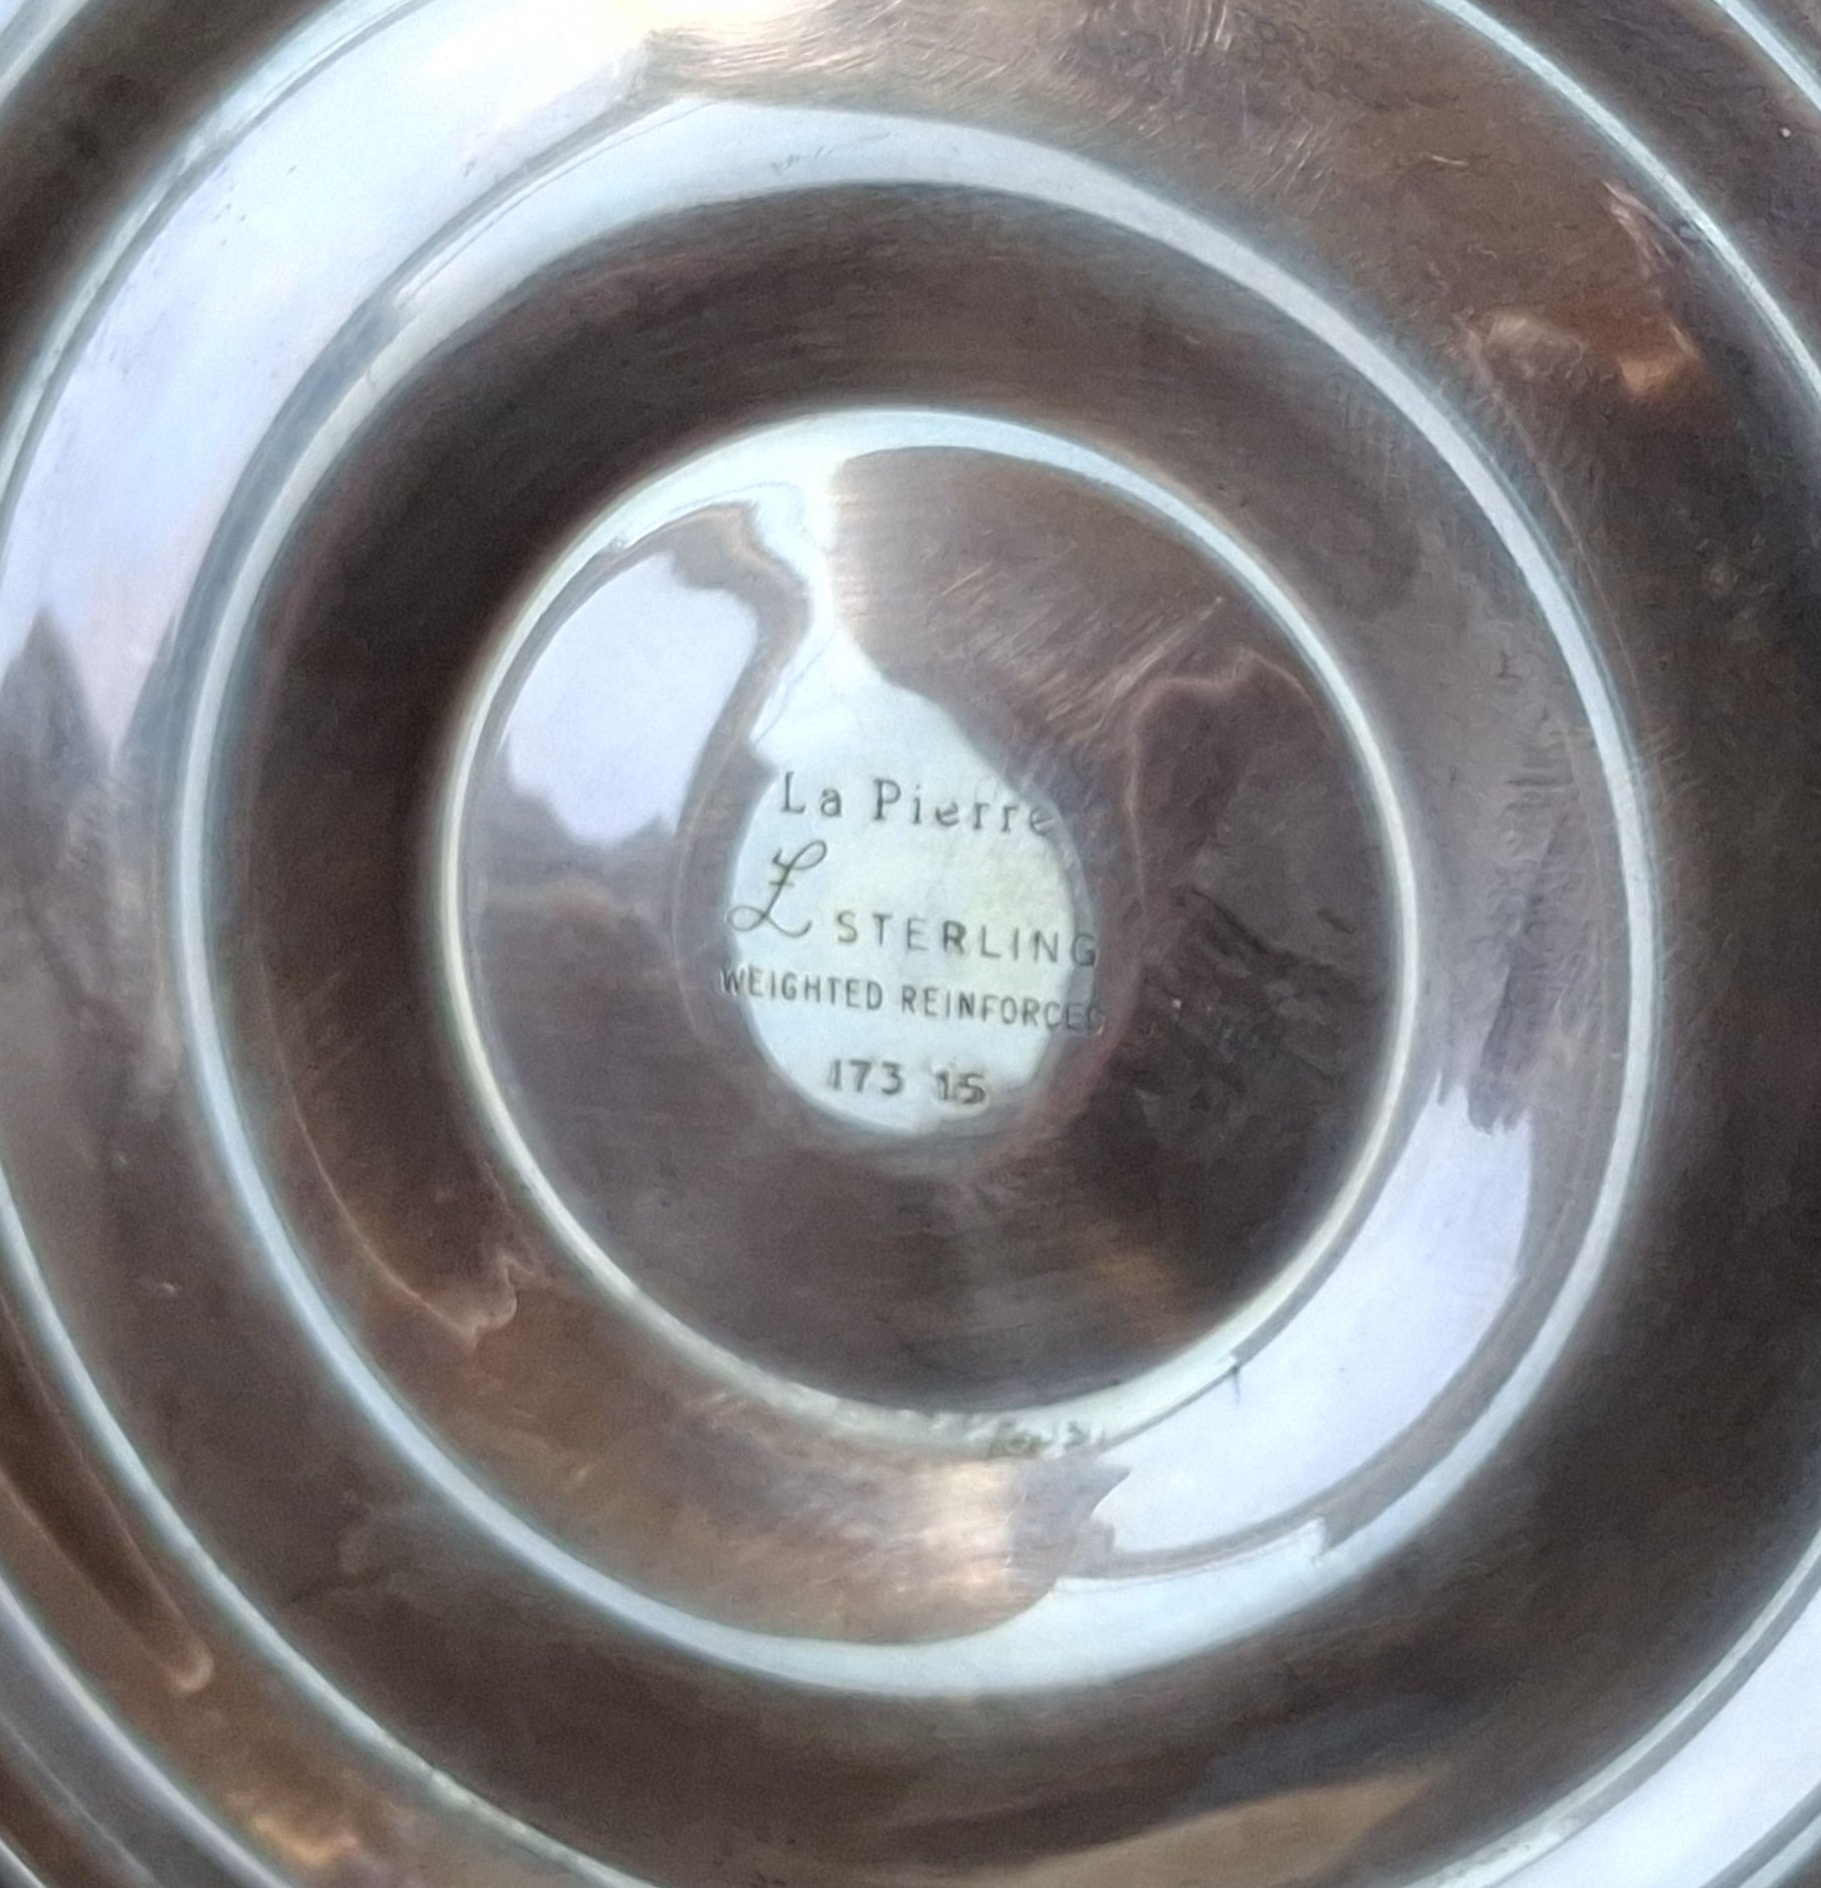 La Pierre
L STERLING
WEIGHTED REINFORCED
173 15